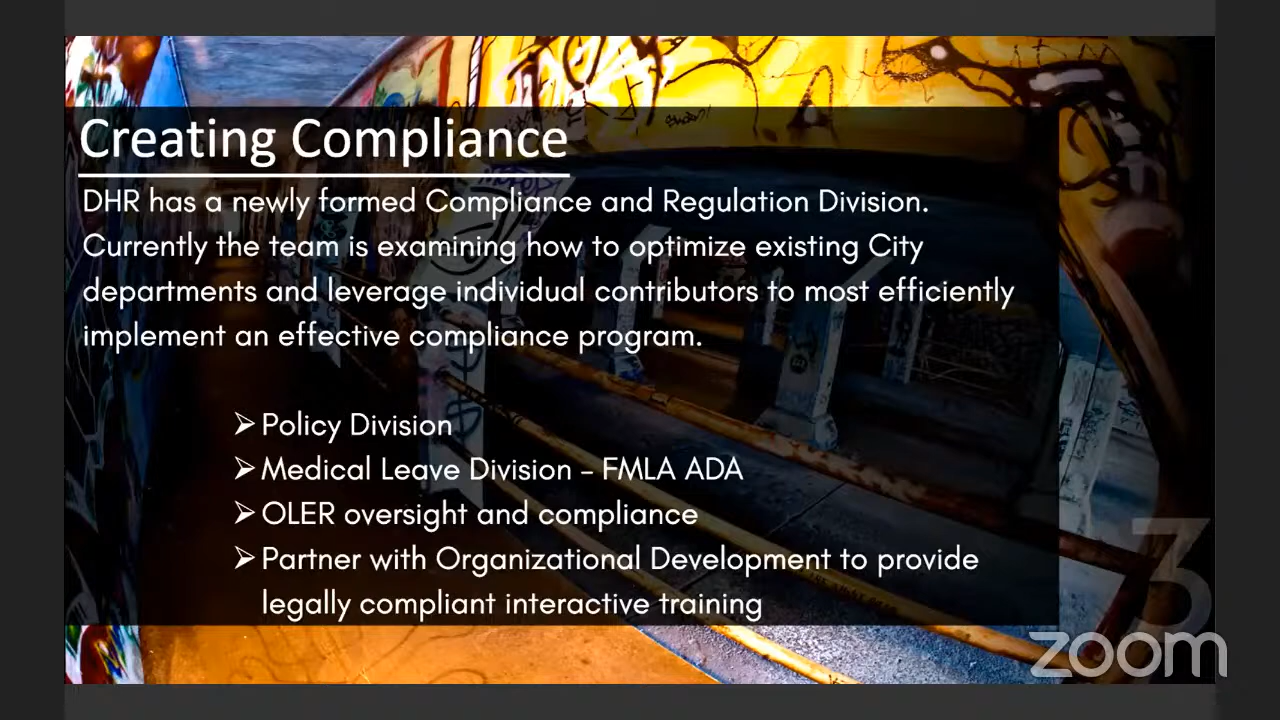 Creating Compliance
DHR has a newly formed Compliance and Regulation Division.
Currently the team is examining how to optimize existing City
departments and leverage individual contributors to most efficiently
implement an effective compliance program.
➢ Policy Division
➢ Medical Leave Division – FMLA ADA
➢ OLER oversight and compliance
➢ Partner with Organizational Development to provide
legally compliant interactive training
3
zoom